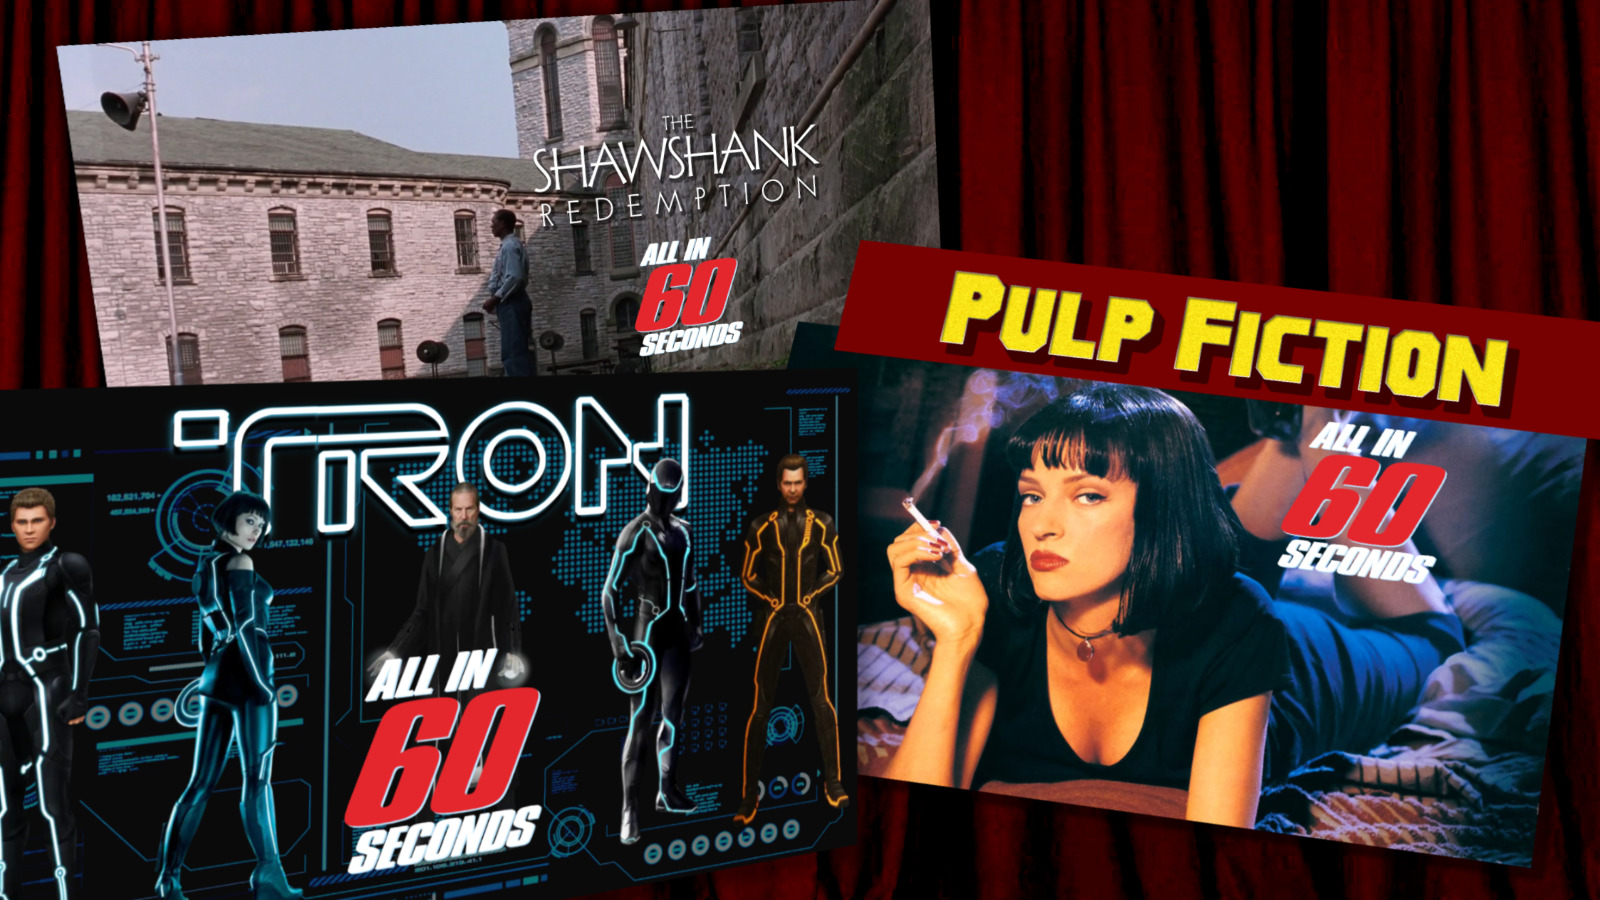 THE
SHAWSHANK
REDEMPTION
ALL IN
60
SECONDS
PULP FICTION
ALL IN
60
SECONDS
TRON
ALL IN
60
SECONDS